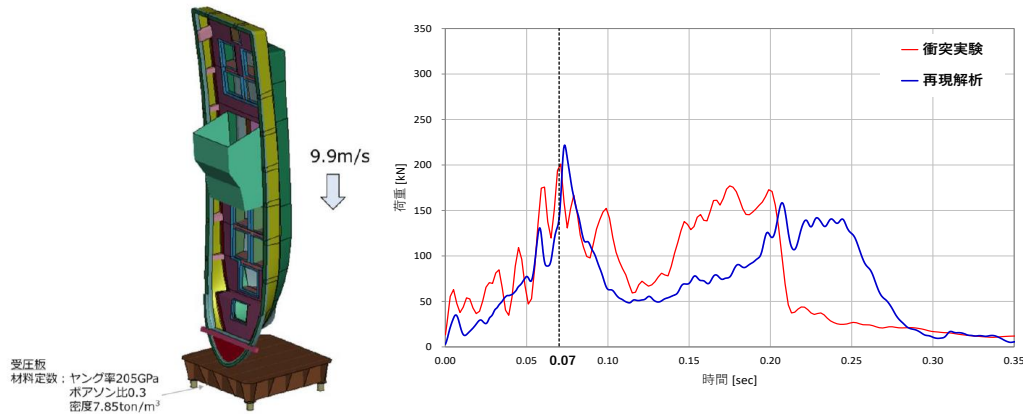 9.9m/s
受圧板
材料定数：ヤング率205GPa
ポアソン比0.3
密度7.85ton/m³
荷重 [kN]
350
300
250
200
150
100
50
0
衝突実験
再現解析
0.00
0.05
0.07
0.10
0.15
0.20
0.25
0.30
0.35
時間 [sec]